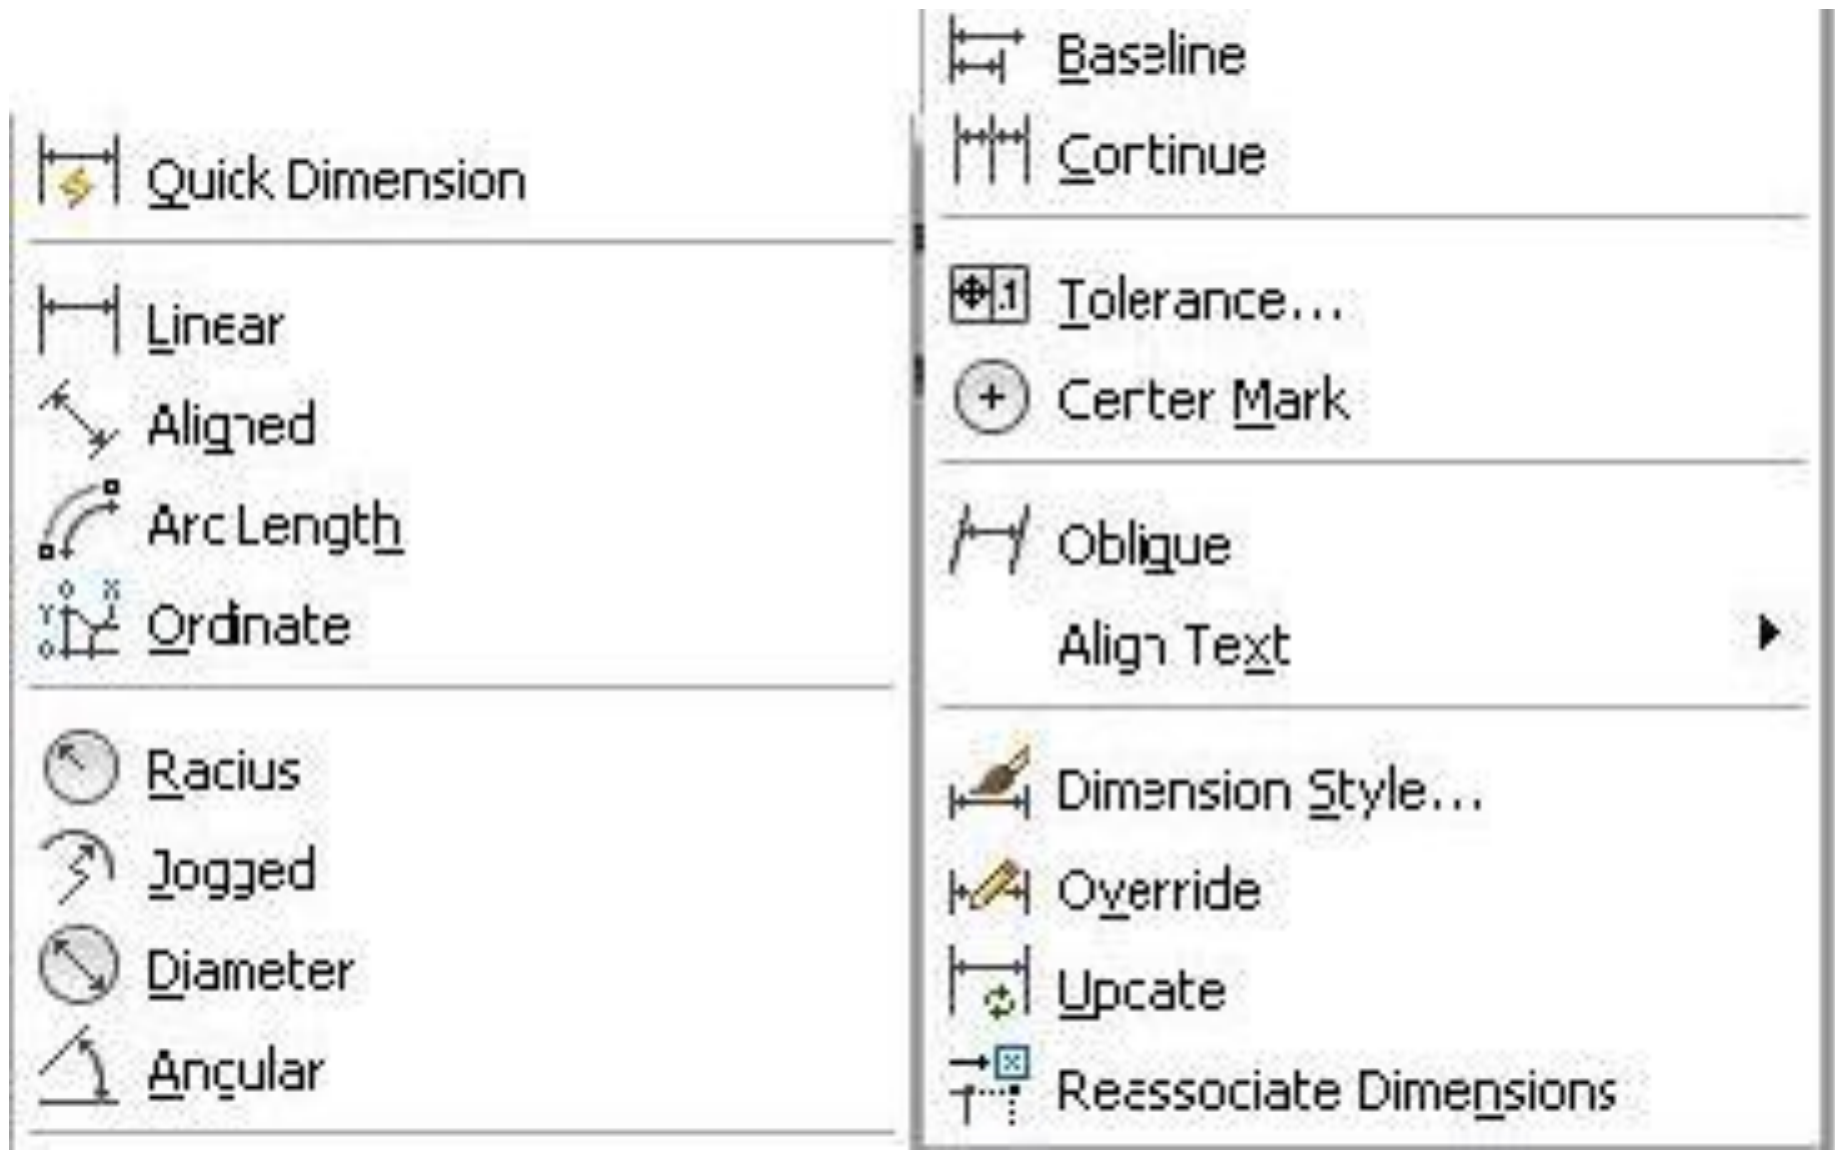 Quick Dimension
Linear
Aligned
Arc Length
Ordinate
Radius
Jogged
Diameter
Angular
Baseline
Continue
Tolerance...
Center Mark
Oblique
Align Text
Dimension Style...
Override
Update
Reassociate Dimensions